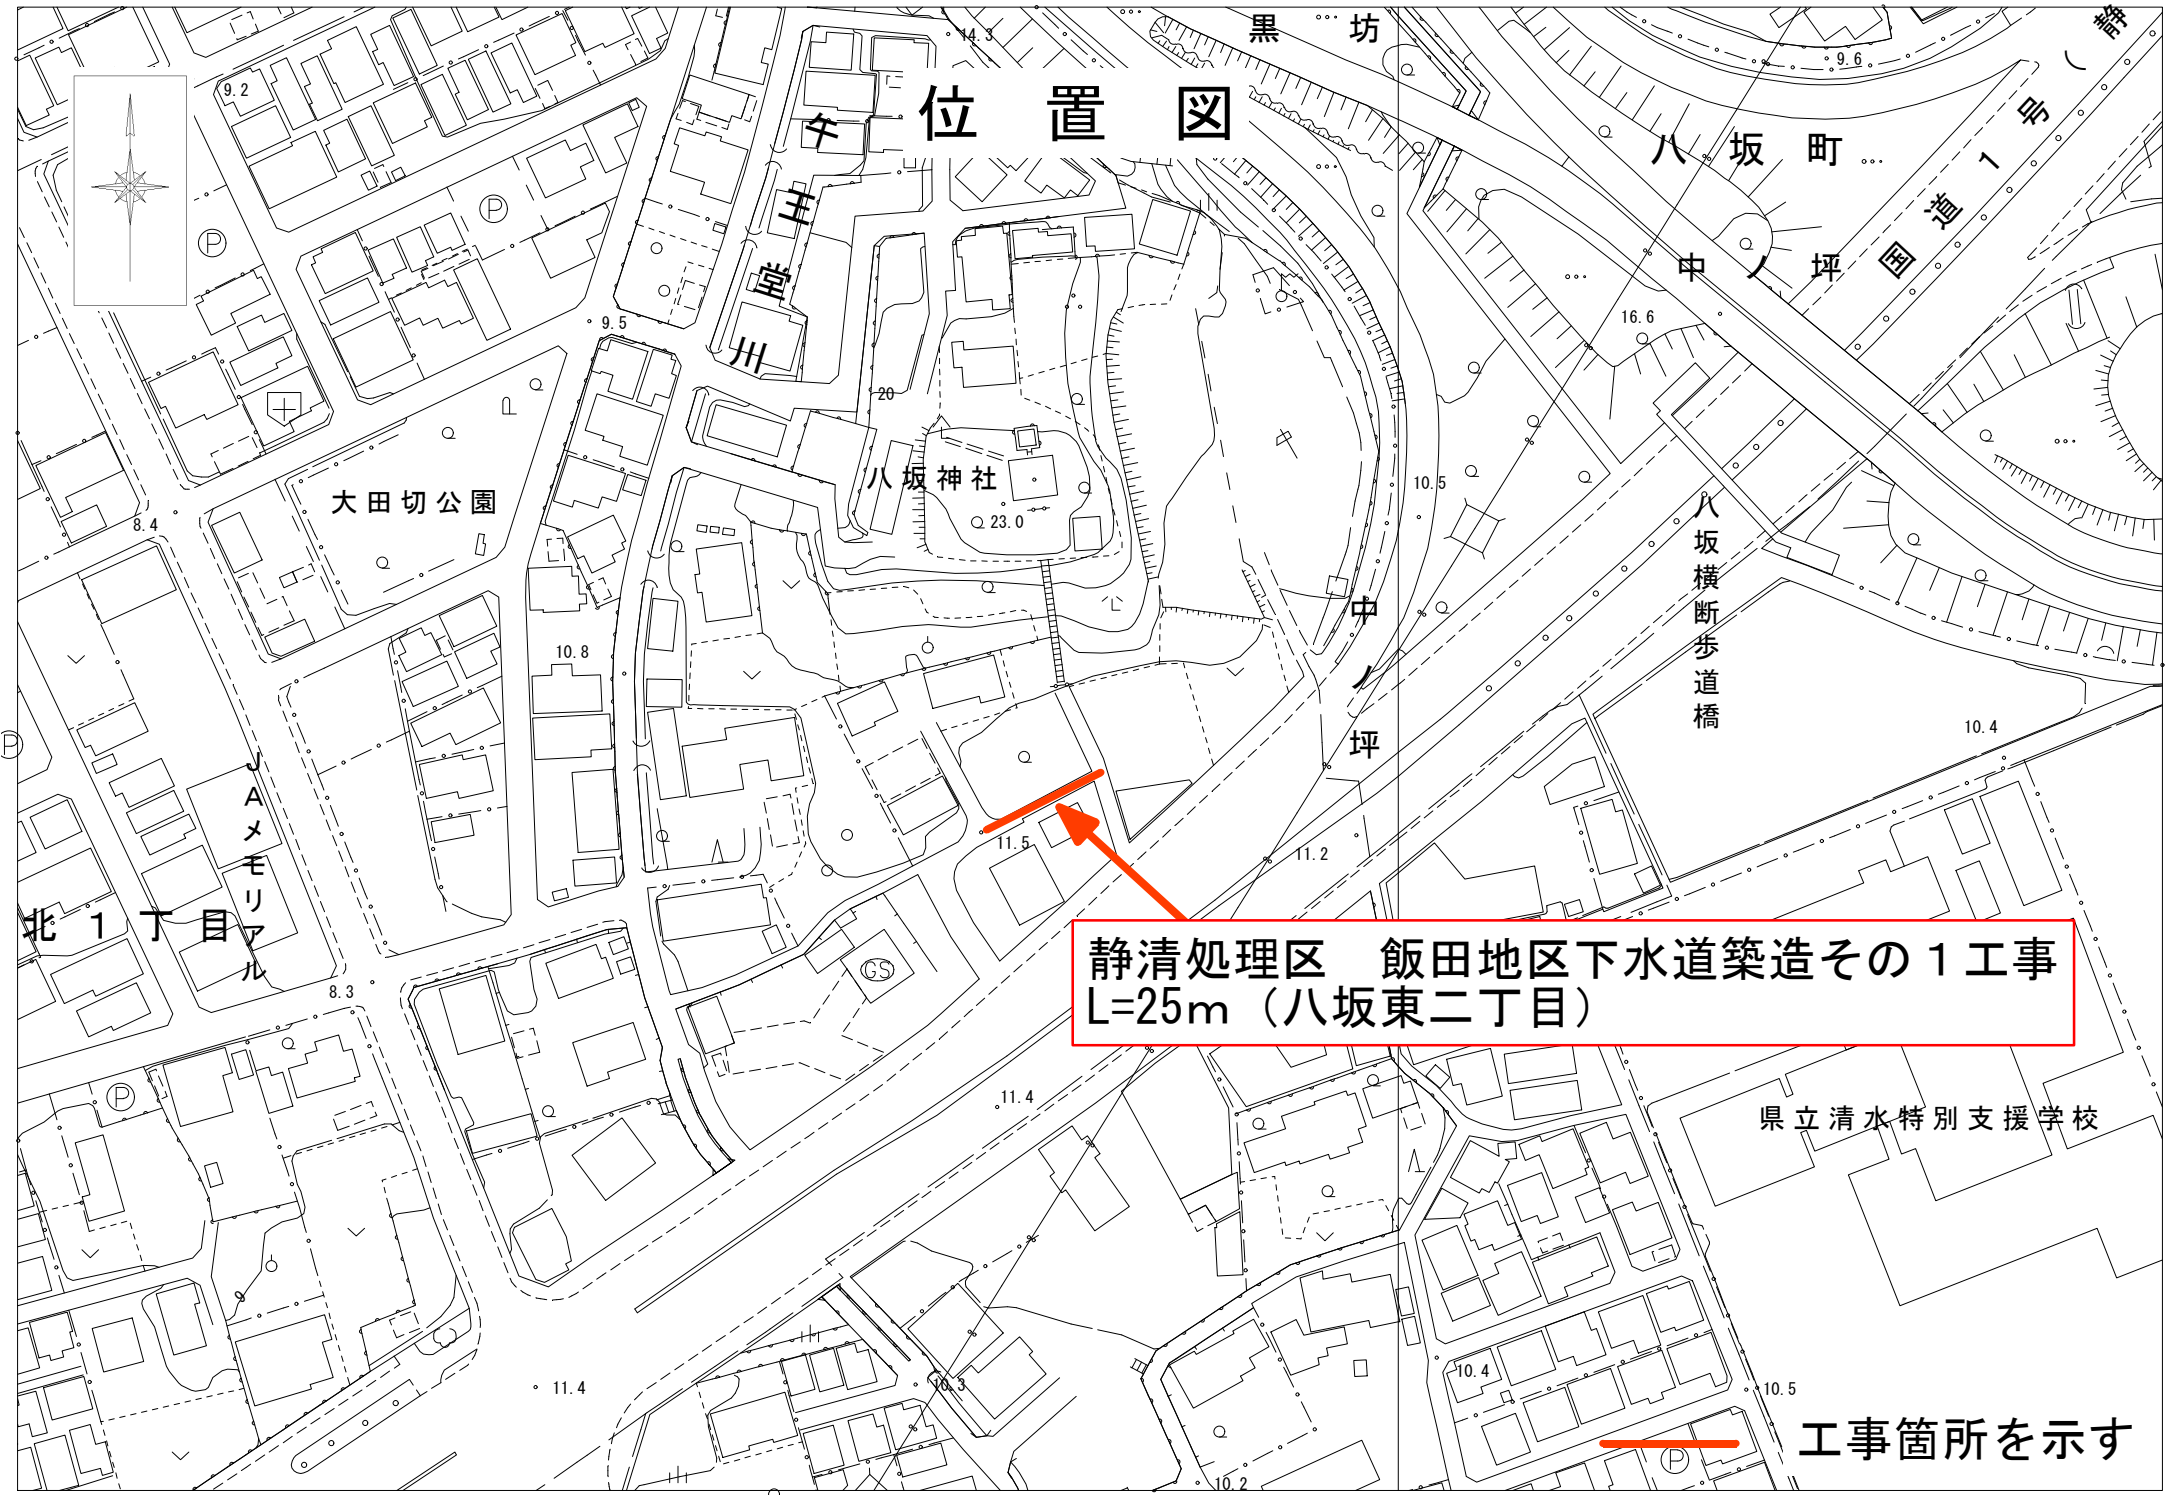 位置図
黒坊
14.3
9.2
9.6
（静
国道1号
八坂町
中ノ坪
16.6
牛王堂川
P
P
9.5
20
八坂神社
23.0
大田切公園
8.4
10.5
八坂横断歩道橋
中ノ坪
10.8
10.4
P
JAメモリアル
北1丁目
11.5
11.2
GS
8.3
静清処理区　飯田地区下水道築造その1工事
L=25m（八坂東二丁目）
P
11.4
県立清水特別支援学校
11.4
10.3
10.4
10.5
10.2
P
工事箇所を示す